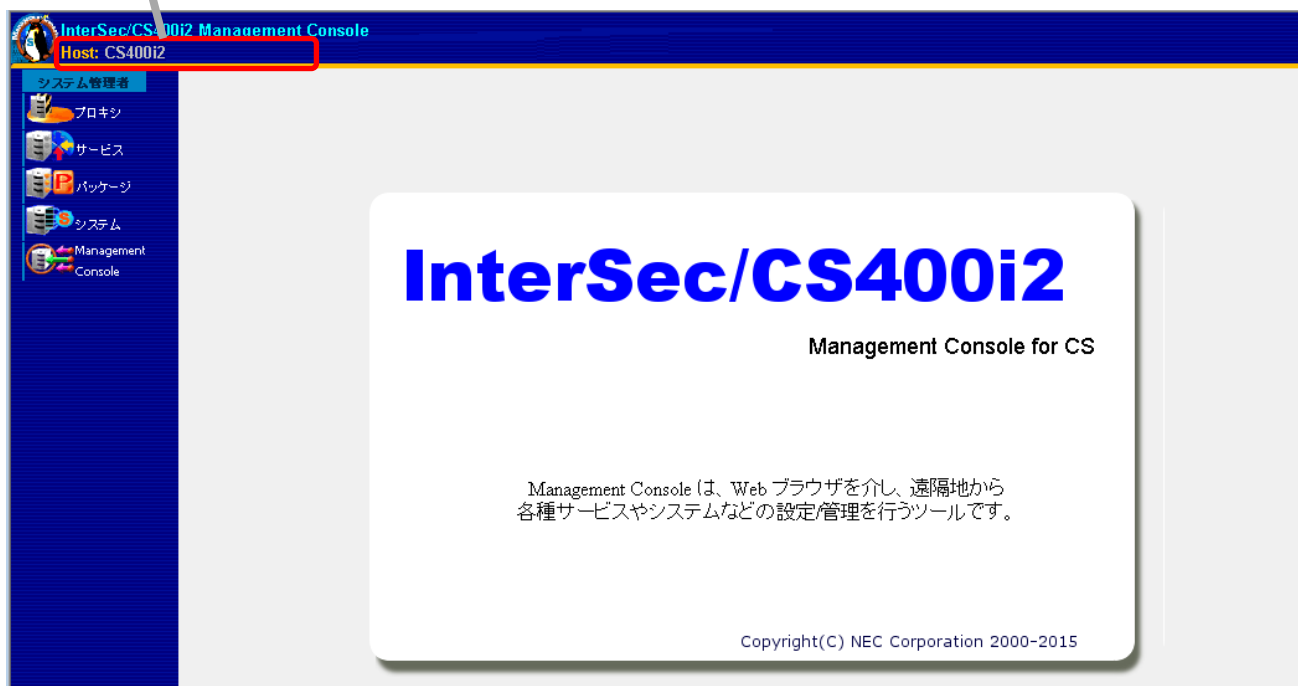 InterSec/CS400i2 Management Console
Host: CS400i2
システム管理者
プロキシ
サービス
パッケージ
システム
Management
Console
InterSec/CS400i2
Management Console for CS
Management Console は、Web ブラウザを介し、遠隔地から
各種サービスやシステムなどの設定/管理を行うツールです。
Copyright(C) NEC Corporation 2000-2015